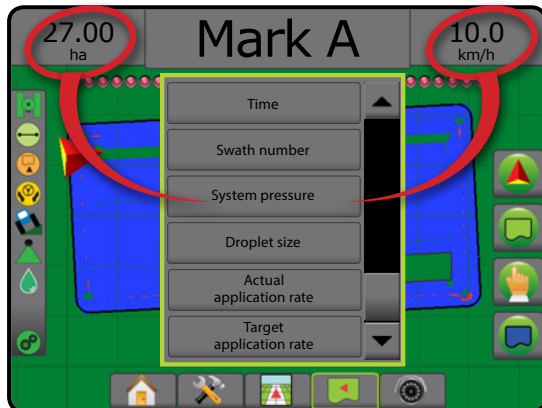 27.00
ha
Mark A
10.0
km/h
Time
Swath number
System pressure
Droplet size
Actual
application rate
Target
application rate